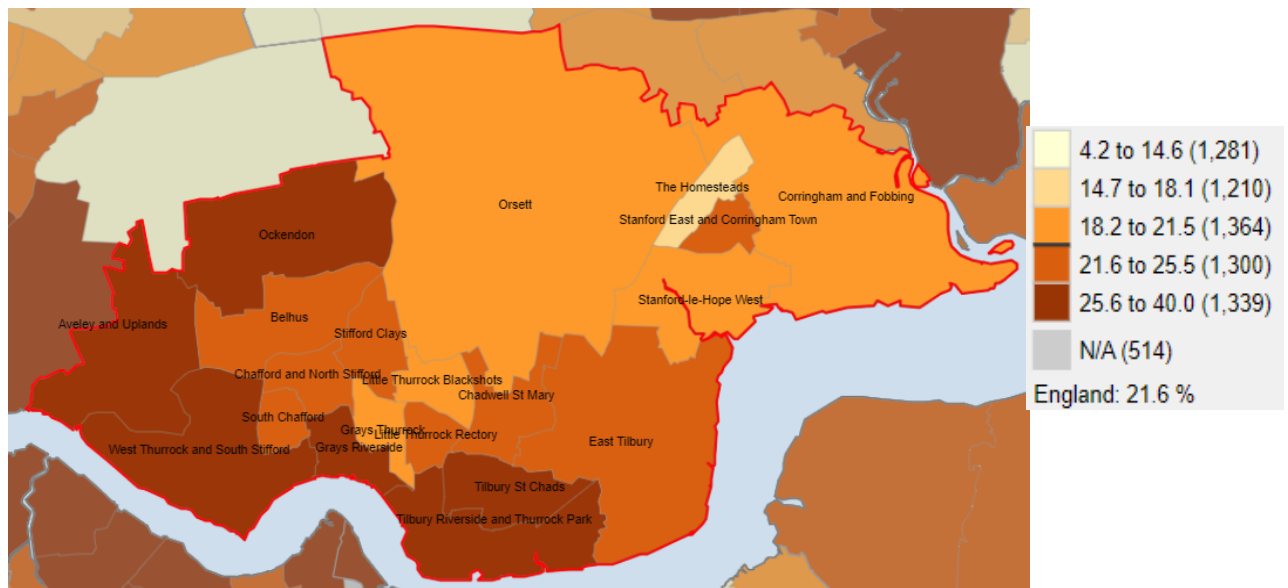 The Homesteads
Corringham and Fobbing
Orsett
Stanford East and Corringham Town
Ockendon
Stanford-le-Hope West
Belhus
Aveley and Uplands
Stifford Clays
Chafford and North Stifford
Little Thurrock Blackshots
Chadwell St Mary
South Chafford
Grays Thurrock
Little Thurrock Rectory
East Tilbury
Grays Riverside
West Thurrock and South Stifford
Tilbury St Chads
Tilbury Riverside and Thurrock Park
4.2 to 14.6 (1,281)
14.7 to 18.1 (1,210)
18.2 to 21.5 (1,364)
21.6 to 25.5 (1,300)
25.6 to 40.0 (1,339)
N/A (514)
England: 21.6 %